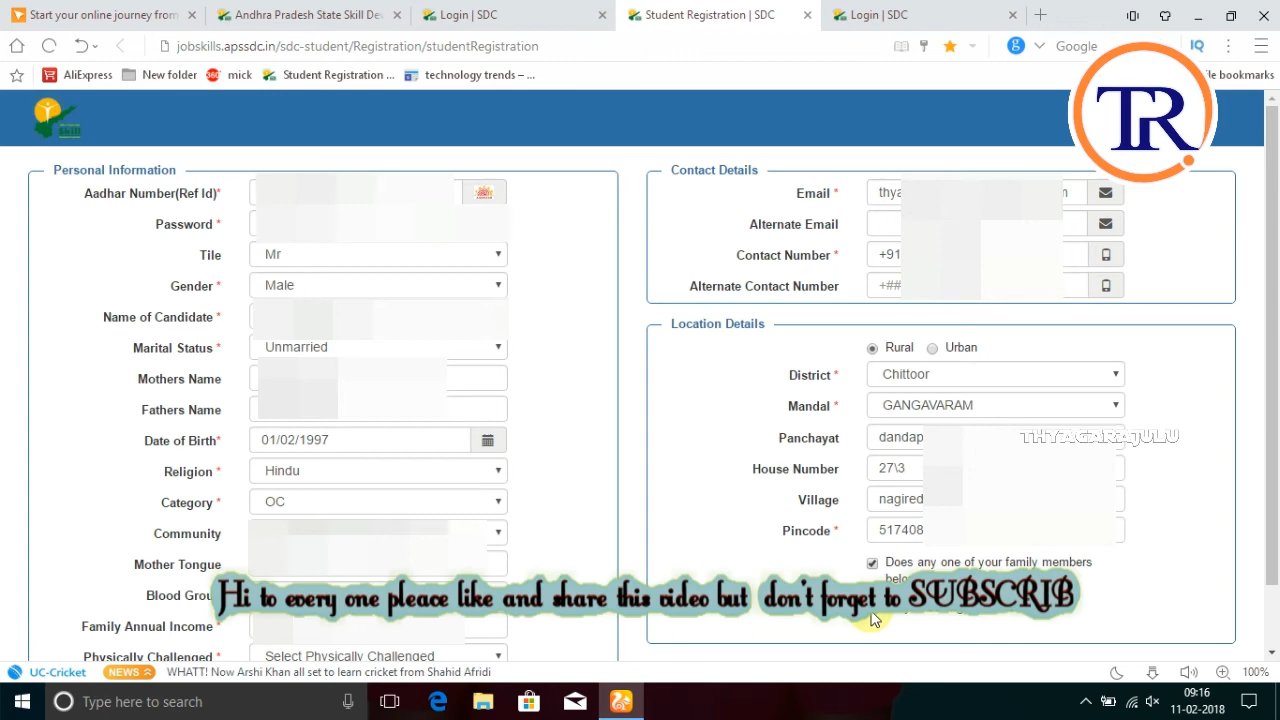 Start your online journey from
Andhra Pradesh State Skill De
Login | SDC
Student Registration | SDC
Login | SDC
jobskills.apssdc.in/sdc-student/Registration/studentRegistration
Google
AliExpress
New folder
mick
Student Registration ...
technology trends – ...
bookmarks
TR
Personal Information
Aadhar Number(Ref Id)*
Password *
Tile Mr
Gender * Male
Name of Candidate *
Marital Status * Unmarried
Mothers Name
Fathers Name
Date of Birth* 01/02/1997
Religion * Hindu
Category * OC
Community
Mother Tongue
Blood Grou
Family Annual Income *
Physically Challenged Select Physically Challenged
Contact Details
Email * thya
Alternate Email
Contact Number * +91
Alternate Contact Number +##
Location Details
Rural Urban
District * Chittoor
Mandal * GANGAVARAM
Panchayat dandap
THYAGARAJULU
House Number 27\3
Village nagired
Pincode * 517408
Does any one of your family members
Hi to every one pleace like and share this video but don't forget to SUBSCRIB
UC-Cricket
NEWS
WHATT! Now Arshi Khan all set to learn cricket from Shahid Afridi
100%
Type here to search
09:16
11-02-2018